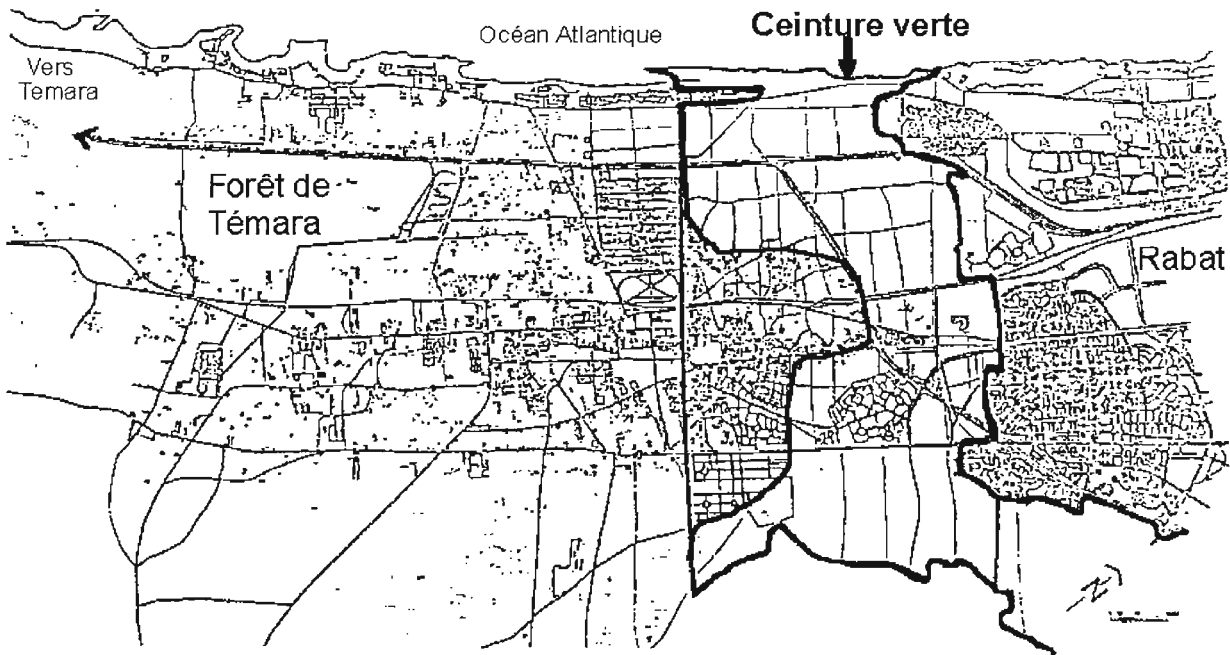 Ceinture verte
Océan Atlantique
Vers
Temara
Forêt de
Témara
Rabat
N